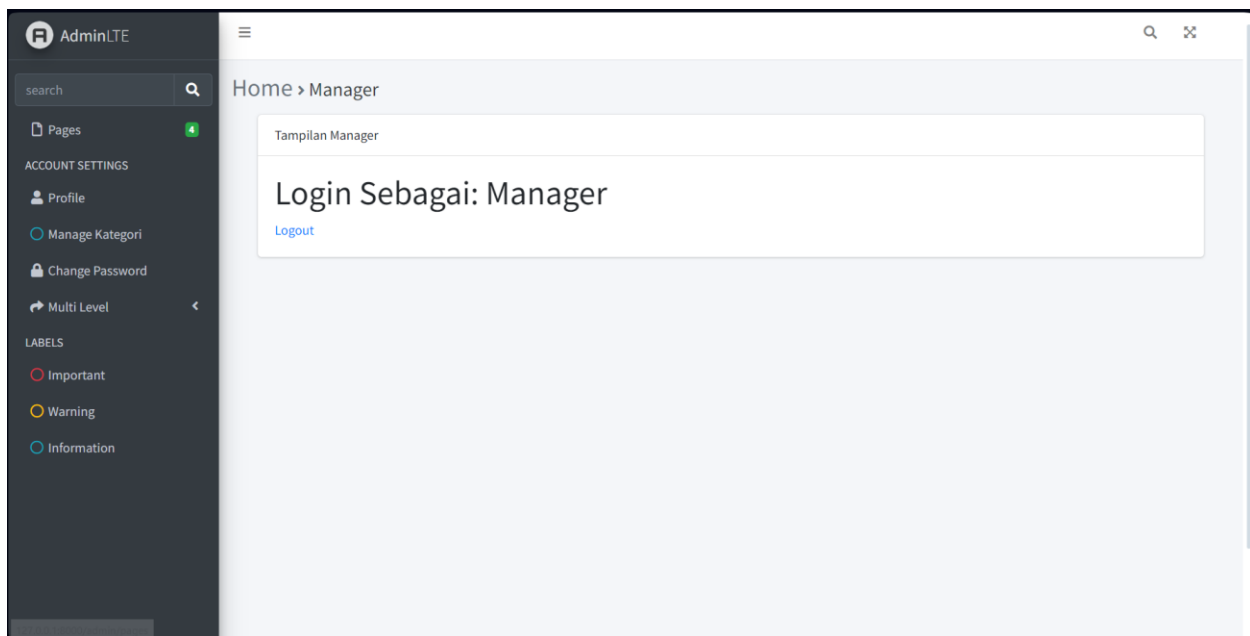 AdminLTE
search
Pages
4
ACCOUNT SETTINGS
Profile
Manage Kategori
Change Password
Multi Level
LABELS
Important
Warning
Information
Home › Manager
Tampilan Manager
Login Sebagai: Manager
Logout